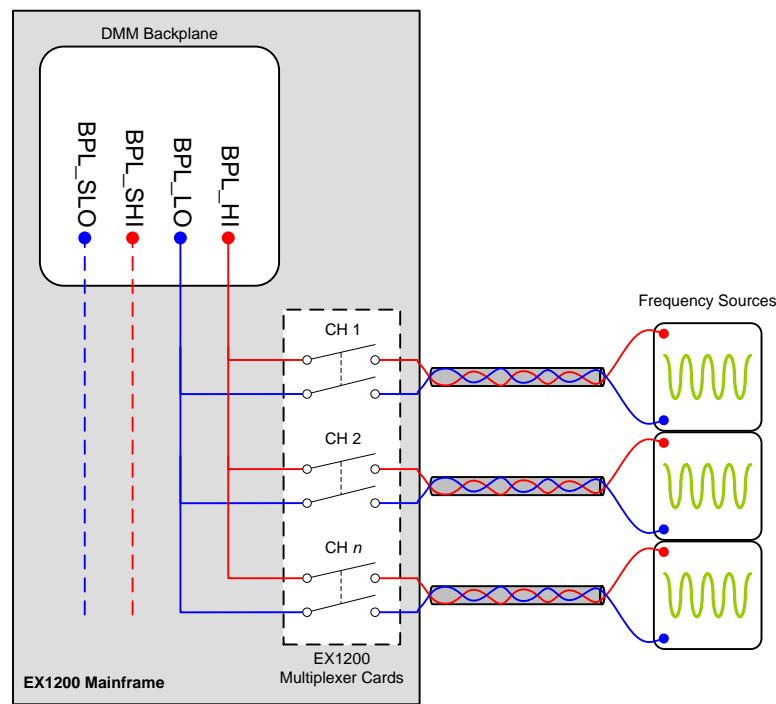 DMM Backplane
BPL_SLO
BPL_SHI
BPL_LO
BPL_HI
Frequency Sources
CH 1
CH 2
CH n
EX1200
Multiplexer Cards
EX1200 Mainframe